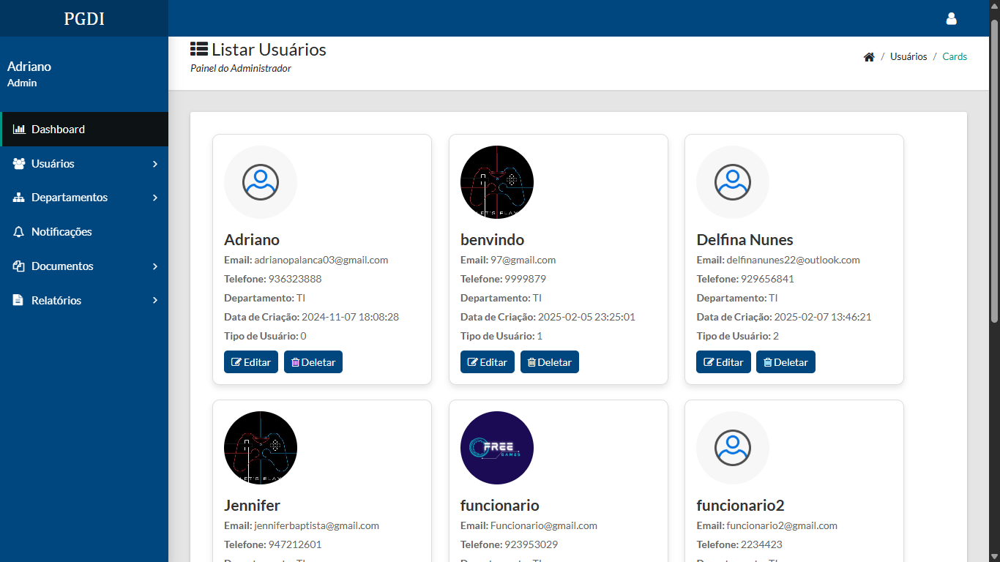 PGDI
Adriano
Admin
Dashboard
Usuários
Departamentos
Notificações
Documentos
Relatórios
Listar Usuários
Painel do Administrador
/ Usuários / Cards
Adriano
Email: adrianopalanca03@gmail.com
Telefone: 936323888
Departamento: TI
Data de Criação: 2024-11-07 18:08:28
Tipo de Usuário: 0
Editar Deletar
LET'S PLAY
benvindo
Email: 97@gmail.com
Telefone: 9999879
Departamento: TI
Data de Criação: 2025-02-05 23:25:01
Tipo de Usuário: 1
Editar Deletar
Delfina Nunes
Email: delfinanunes22@outlook.com
Telefone: 929656841
Departamento: TI
Data de Criação: 2025-02-07 13:46:21
Tipo de Usuário: 2
Editar Deletar
LET'S PLAY
Jennifer
Email: jenniferbaptista@gmail.com
Telefone: 947212601
Departamento: TI
FREE
GAMES
funcionario
Email: Funcionario@gmail.com
Telefone: 923953029
Departamento: TI
funcionario2
Email: funcionario2@gmail.com
Telefone: 2234423
Departamento: TI